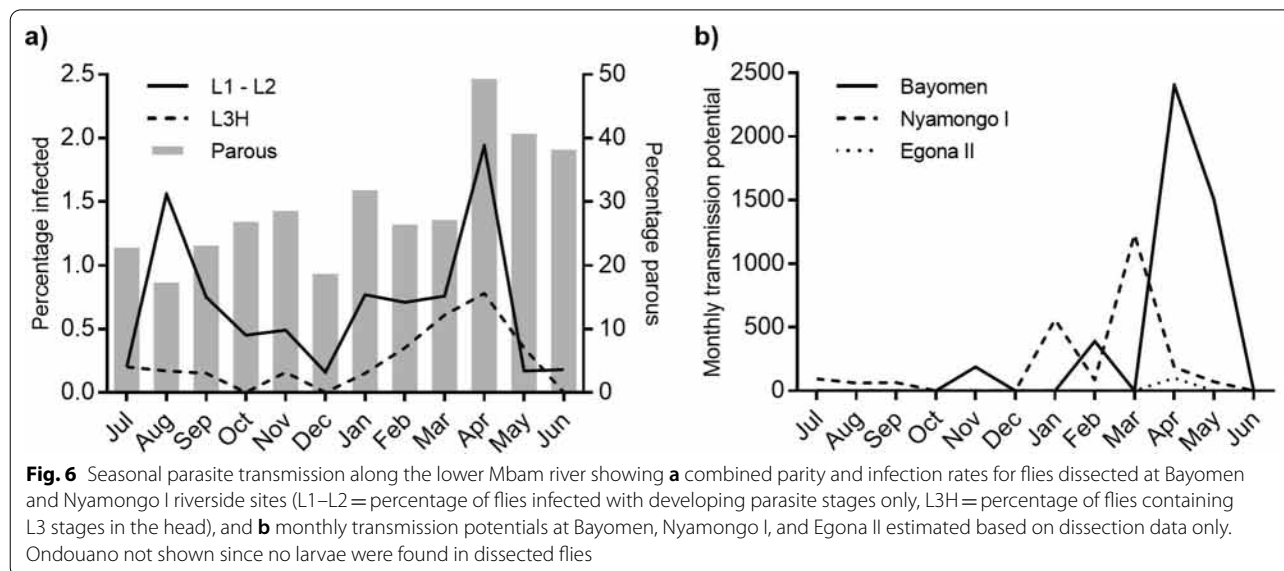 a)
2.5
2.0
1.5
1.0
0.5
0.0
Percentage infected
L1 - L2
L3H
Parous
50
40
30
20
10
0
Percentage parous
Jul
Aug
Sep
Oct
Nov
Dec
Jan
Feb
Mar
Apr
May
Jun
b)
2500
2000
1500
1000
500
0
Monthly transmission potential
Bayomen
Nyamongo I
Egona II
Jul
Aug
Sep
Oct
Nov
Dec
Jan
Feb
Mar
Apr
May
Jun
Fig. 6 Seasonal parasite transmission along the lower Mbam river showing a combined parity and infection rates for flies dissected at Bayomen
and Nyamongo I riverside sites (L1–L2 = percentage of flies infected with developing parasite stages only, L3H = percentage of flies containing
L3 stages in the head), and b monthly transmission potentials at Bayomen, Nyamongo I, and Egona II estimated based on dissection data only.
Ondouano not shown since no larvae were found in dissected flies